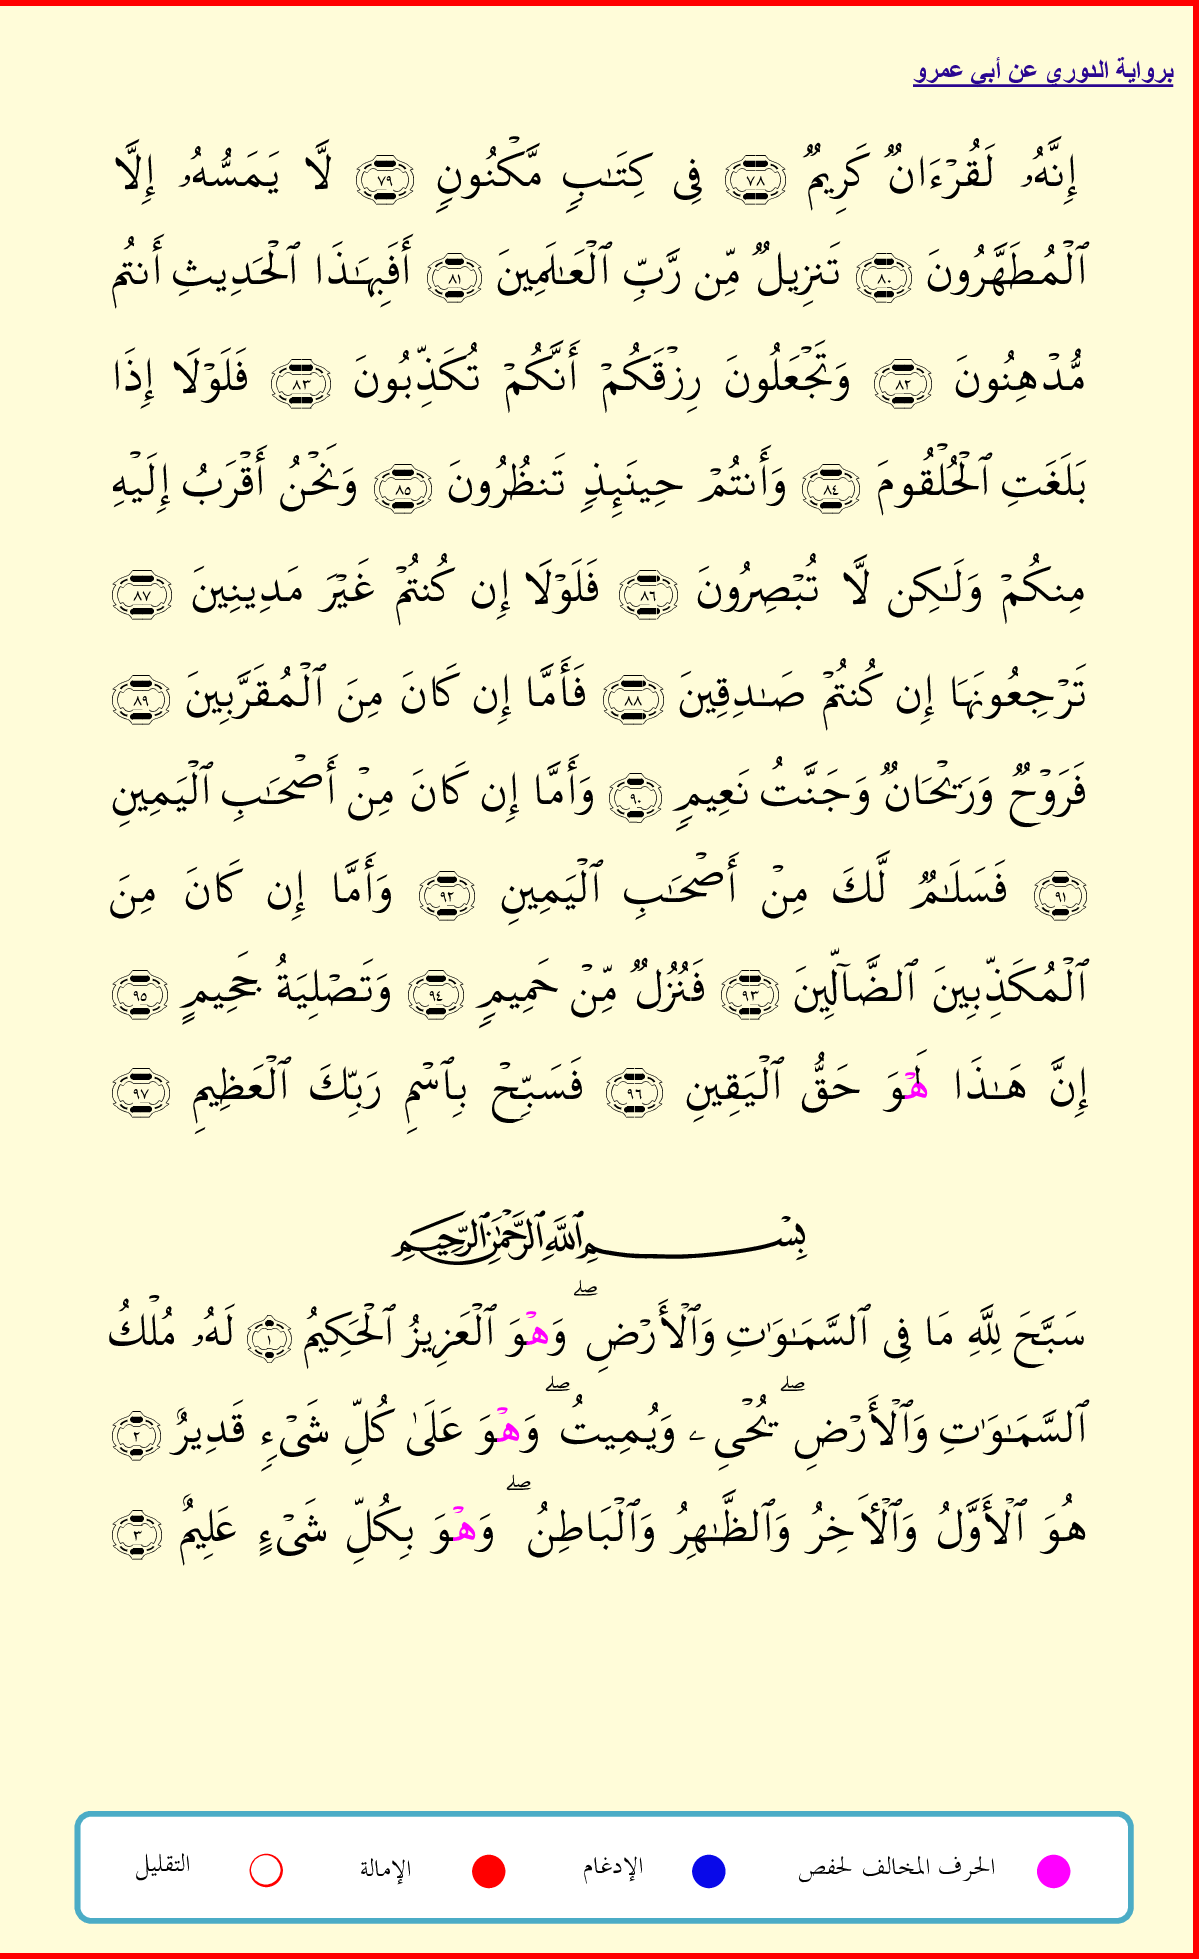 برواية الدوري عن أبي عمرو
إِنَّهُۥ لَقُرْءَانٌ كَرِيمٌ ٧٨ فِى كِتَـٰبٍ مَّكْنُونٍ ٧٩ لَّا يَمَسُّهُۥ إِلَّا
ٱلْمُطَهَّرُونَ ٨٠ تَنزِيلٌ مِّن رَّبِّ ٱلْعَـٰلَمِينَ ٨١ أَفَبِهَـٰذَا ٱلْحَدِيثِ أَنتُم
مُّدْهِنُونَ ٨٢ وَتَجْعَلُونَ رِزْقَكُمْ أَنَّكُمْ تُكَذِّبُونَ ٨٣ فَلَوْلَا إِذَا
بَلَغَتِ ٱلْحُلْقُومَ ٨٤ وَأَنتُمْ حِينَئِذٍ تَنظُرُونَ ٨٥ وَنَحْنُ أَقْرَبُ إِلَيْهِ
مِنكُمْ وَلَـٰكِن لَّا تُبْصِرُونَ ٨٦ فَلَوْلَا إِن كُنتُمْ غَيْرَ مَدِينِينَ ٨٧
تَرْجِعُونَهَا إِن كُنتُمْ صَـٰدِقِينَ ٨٨ فَأَمَّا إِن كَانَ مِنَ ٱلْمُقَرَّبِينَ ٨٩
فَرَوْحٌ وَرَيْحَانٌ وَجَنَّتُ نَعِيمٍ ٩٠ وَأَمَّا إِن كَانَ مِنْ أَصْحَـٰبِ ٱلْيَمِينِ
٩١ فَسَلَـٰمٌ لَّكَ مِنْ أَصْحَـٰبِ ٱلْيَمِينِ ٩٢ وَأَمَّا إِن كَانَ مِنَ
ٱلْمُكَذِّبِينَ ٱلضَّآلِّينَ ٩٣ فَنُزُلٌ مِّنْ حَمِيمٍ ٩٤ وَتَصْلِيَةُ جَحِيمٍ ٩٥
إِنَّ هَـٰذَا لَهْوَ حَقُّ ٱلْيَقِينِ ٩٦ فَسَبِّحْ بِٱسْمِ رَبِّكَ ٱلْعَظِيمِ ٩٧
بِسْمِ ٱللَّهِ ٱلرَّحْمَـٰنِ ٱلرَّحِيمِ
سَبَّحَ لِلَّهِ مَا فِى ٱلسَّمَـٰوَٰتِ وَٱلْأَرْضِ ۖ وَهْوَ ٱلْعَزِيزُ ٱلْحَكِيمُ ١ لَهُۥ مُلْكُ
ٱلسَّمَـٰوَٰتِ وَٱلْأَرْضِ ۖ يُحْىِۦ وَيُمِيتُ ۖ وَهْوَ عَلَىٰ كُلِّ شَىْءٍ قَدِيرٌ ٢
هُوَ ٱلْأَوَّلُ وَٱلْـَٔاخِرُ وَٱلظَّـٰهِرُ وَٱلْبَاطِنُ ۖ وَهْوَ بِكُلِّ شَىْءٍ عَلِيمٌ ٣
الحرف المخالف لحفص الإدغام الإمالة التقليل